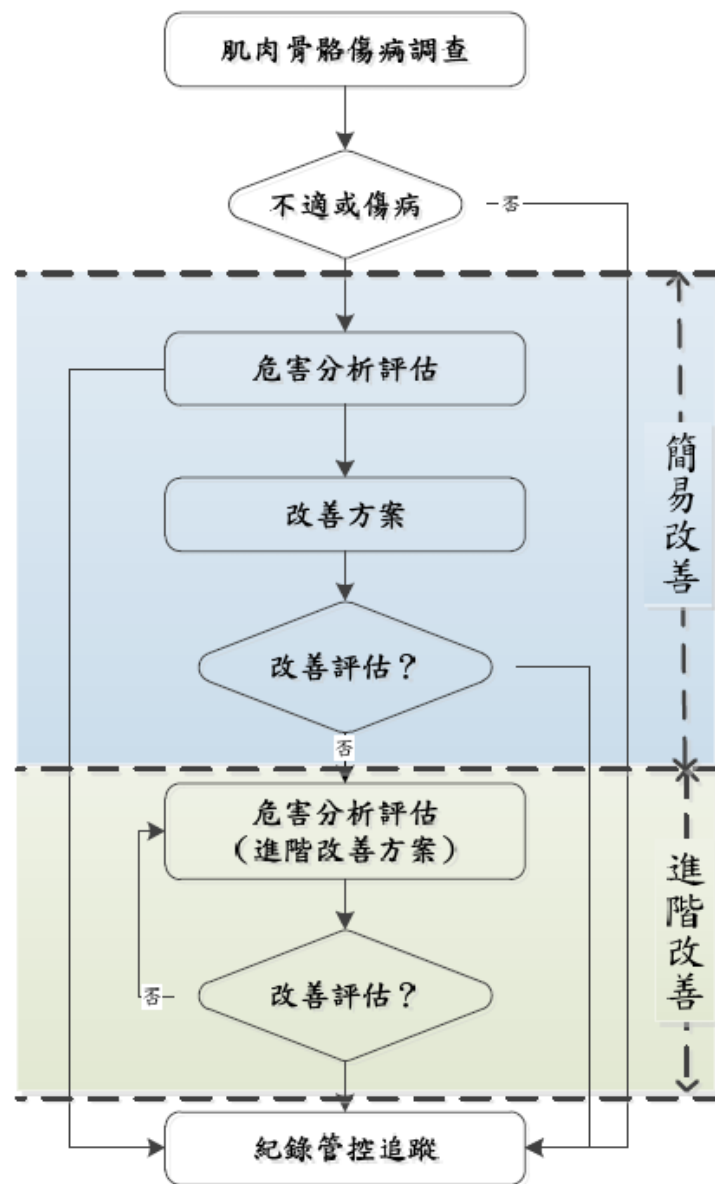 肌肉骨骼傷病調查
不適或傷病
否
危害分析評估
簡易改善
改善方案
改善評估？
否
危害分析評估
（進階改善方案）
進階改善
否
改善評估？
紀錄管控追蹤